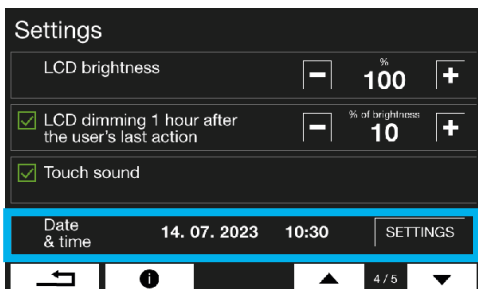 Settings
LCD brightness
%
− 100 +
LCD dimming 1 hour after
the user's last action
% of brightness
− 10 +
Touch sound
Date
& time
14. 07. 2023 10:30 SETTINGS
i 4/5